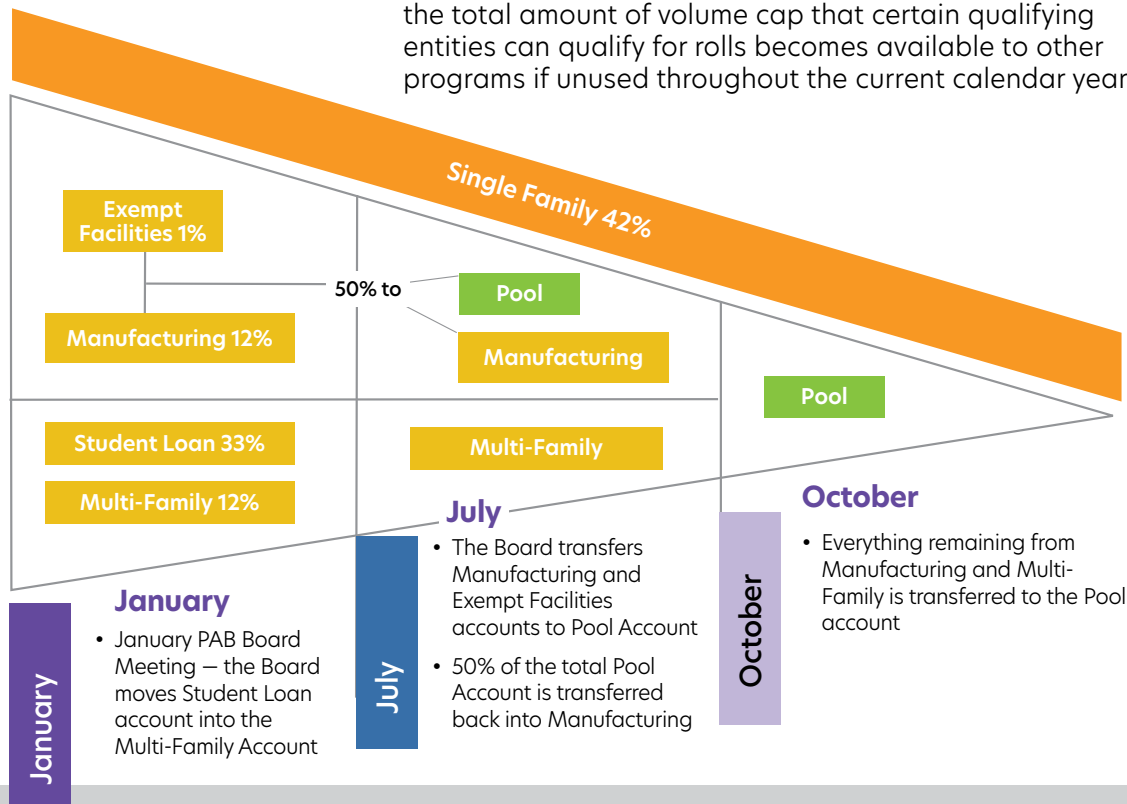 the total amount of volume cap that certain qualifying
entities can qualify for rolls becomes available to other
programs if unused throughout the current calendar year
Single Family 42%
Exempt
Facilities 1%
50% to
Pool
Manufacturing 12%
Manufacturing
Pool
Student Loan 33%
Multi-Family
Multi-Family 12%
January
January
• January PAB Board
Meeting — the Board
moves Student Loan
account into the
Multi-Family Account
July
July
• The Board transfers
Manufacturing and
Exempt Facilities
accounts to Pool Account
• 50% of the total Pool
Account is transferred
back into Manufacturing
October
October
• Everything remaining from
Manufacturing and Multi-
Family is transferred to the Pool
account